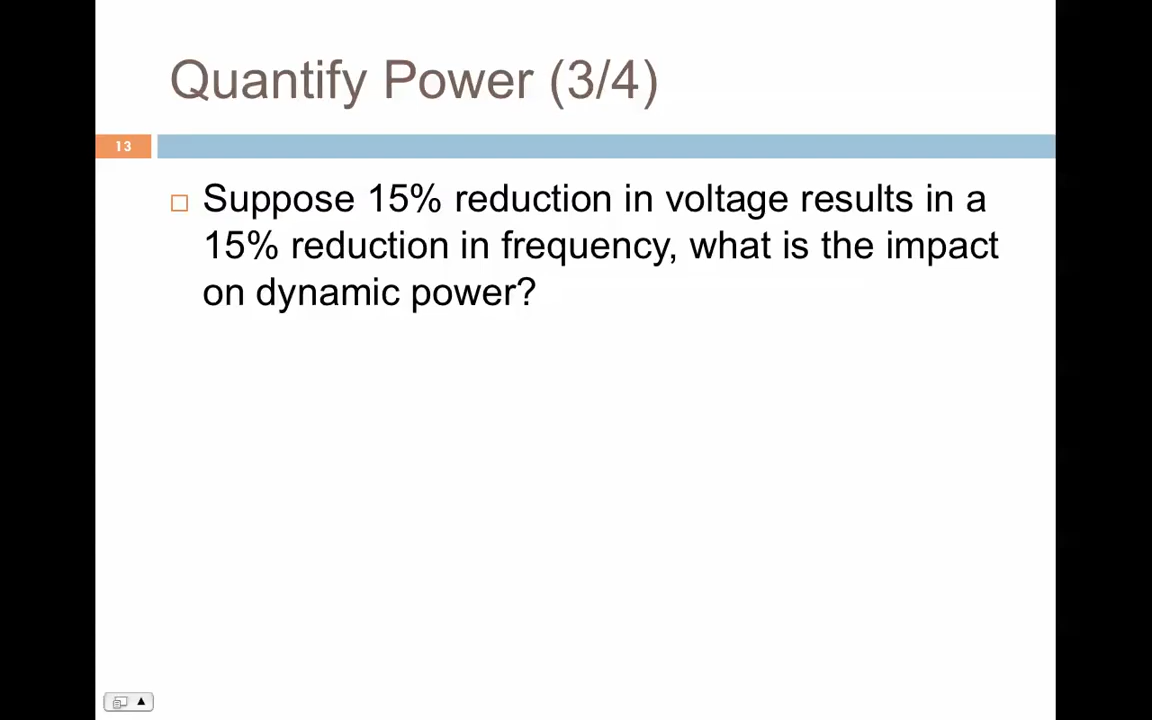 Quantify Power (3/4)
13
Suppose 15% reduction in voltage results in a
15% reduction in frequency, what is the impact
on dynamic power?